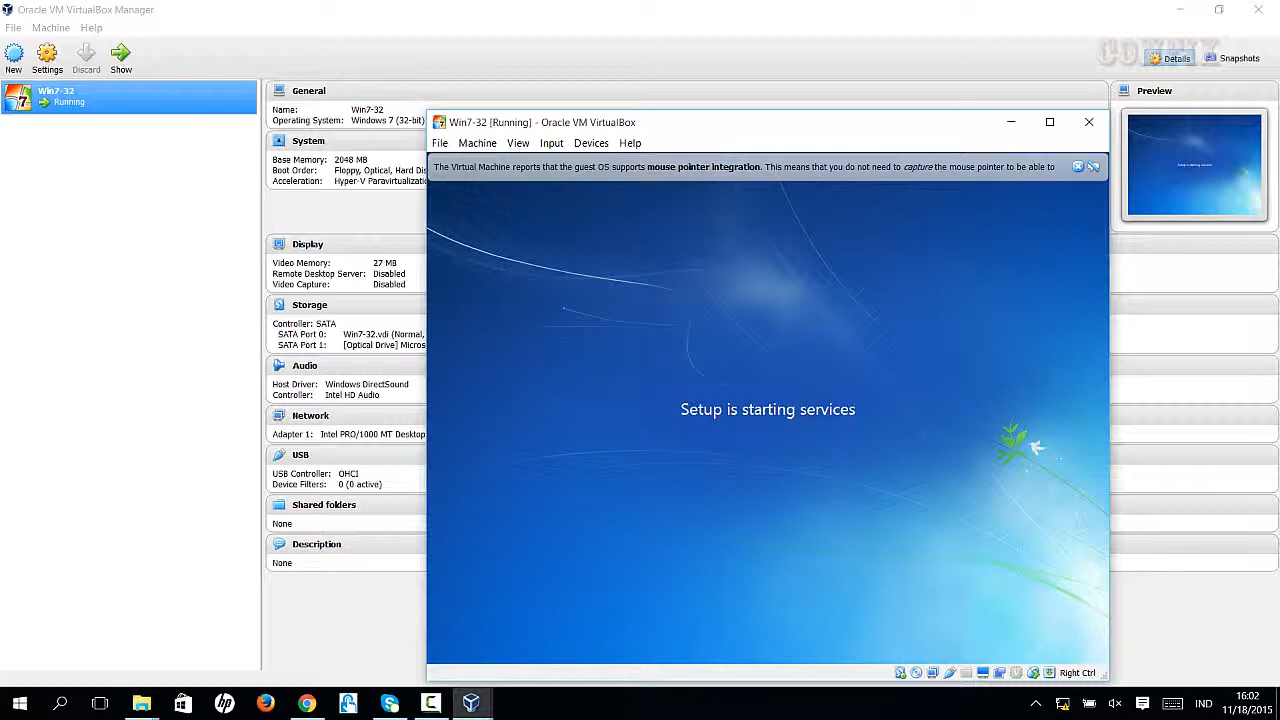 Oracle VM VirtualBox Manager
File Machine Help
New Settings Discard Show
Details Snapshots
Win7-32
Running
General
Name: Win7-32
Operating System: Windows 7 (32-bit)
System
Base Memory: 2048 MB
Boot Order: Floppy, Optical, Hard Dis
Acceleration: Hyper-V Paravirtualizatio
Display
Video Memory: 27 MB
Remote Desktop Server: Disabled
Video Capture: Disabled
Storage
Controller: SATA
SATA Port 0: Win7-32.vdi (Normal,
SATA Port 1: [Optical Drive] Micros
Audio
Host Driver: Windows DirectSound
Controller: Intel HD Audio
Network
Adapter 1: Intel PRO/1000 MT Desktop
USB
USB Controller: OHCI
Device Filters: 0 (0 active)
Shared folders
None
Description
None
Win7-32 [Running] - Oracle VM VirtualBox
File Machine View Input Devices Help
The Virtual Machine reports that the guest OS supports mouse pointer integration. This means that you do not need to capture the mouse pointer to be able to
Setup is starting services
Right Ctrl
Preview
Setup is starting services
IND
16:02
11/18/2015